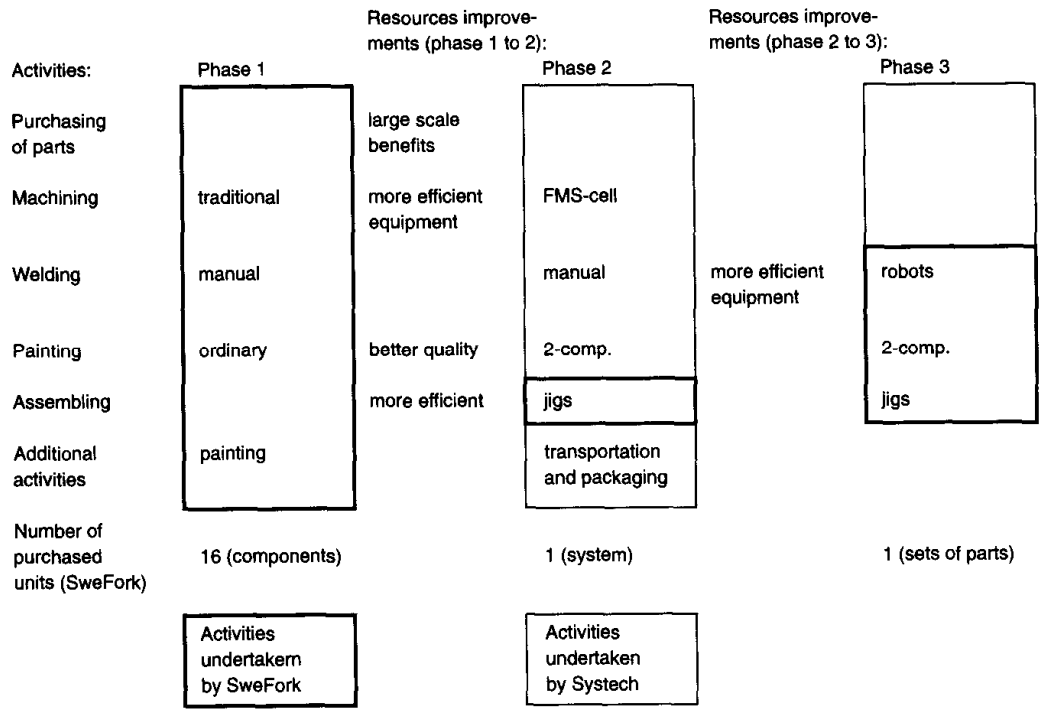 Resources improve-
ments (phase 1 to 2):
Resources improve-
ments (phase 2 to 3):
Activities:
Phase 1
Phase 2
Phase 3
Purchasing
of parts
large scale
benefits
Machining
traditional
more efficient
equipment
FMS-cell
Welding
manual
manual
more efficient
equipment
robots
Painting
ordinary
better quality
2-comp.
2-comp.
Assembling
more efficient
jigs
jigs
Additional
activities
painting
transportation
and packaging
Number of
purchased
units (SweFork)
16 (components)
1 (system)
1 (sets of parts)
Activities
undertakern
by SweFork
Activities
undertaken
by Systech